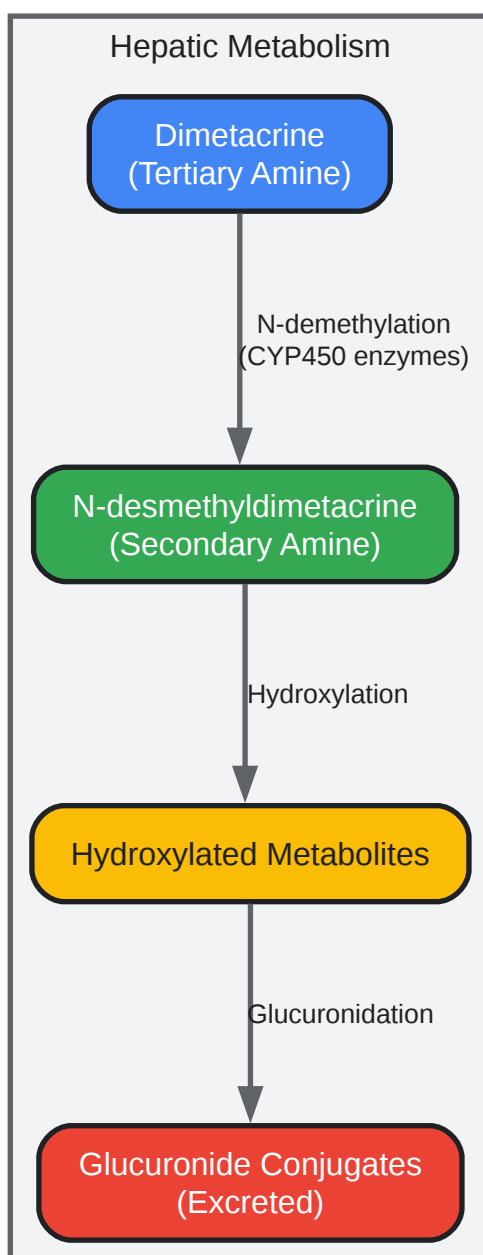 Hepatic Metabolism
Dimetacrine
(Tertiary Amine)
N-demethylation
(CYP450 enzymes)
N-desmethyldimetacrine
(Secondary Amine)
Hydroxylation
Hydroxylated Metabolites
Glucuronidation
Glucuronide Conjugates
(Excreted)